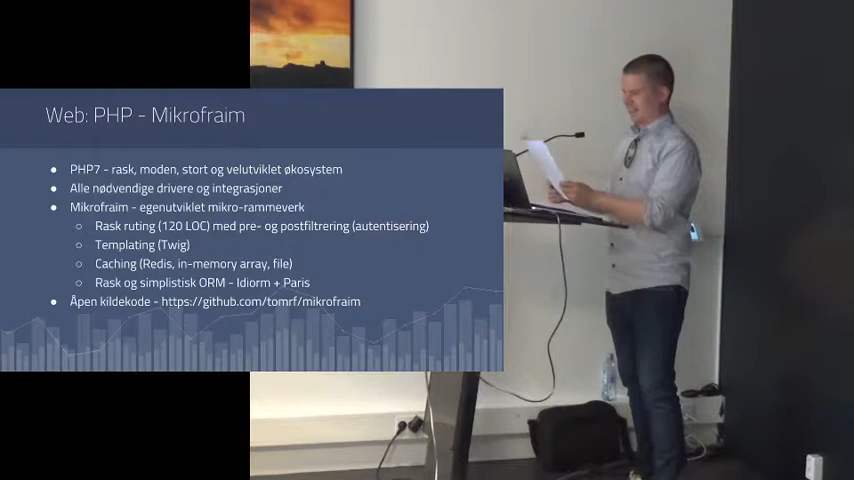 Web: PHP - Mikrofraim
● PHP7 - rask, moden, stort og velutviklet økosystem
● Alle nødvendige drivere og integrasjoner
● Mikrofraim - egenutviklet mikro-rammeverk
○ Rask ruting (120 LOC) med pre- og postfiltrering (autentisering)
○ Templating (Twig)
○ Caching (Redis, in-memory array, file)
○ Rask og simplistisk ORM - Idiorm + Paris
● Åpen kildekode - https://github.com/tomrf/mikrofraim